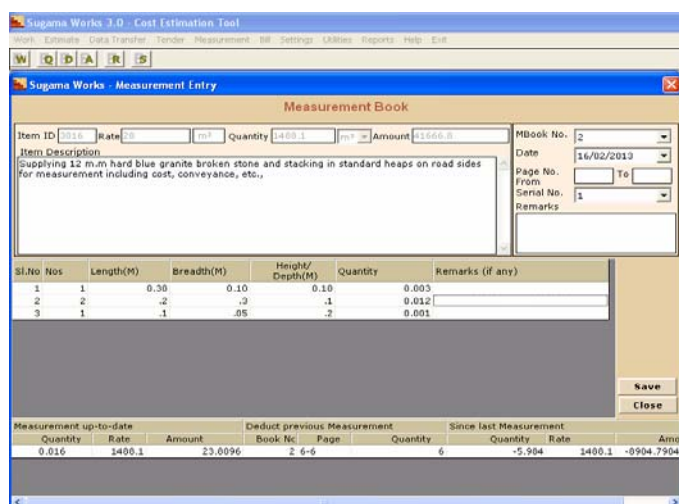 Sugama Works 3.0 - Cost Estimation Tool
Work Estimate Data Transfer Tender Measurement Bill Settings Utilities Reports Help Exit
W Q D A R S
Sugama Works - Measurement Entry
Measurement Book
Item ID 3016 Rate 28 m³ Quantity 1488.1 m³ Amount 41666.8
Item Description
Supplying 12 m.m hard blue granite broken stone and stacking in standard heaps on road sides
for measurement including cost, conveyance, etc.,
MBook No. 2
Date 16/02/2013
Page No.
From To
Serial No. 1
Remarks
Sl.No Nos Length(M) Breadth(M) Height/ Depth(M) Quantity Remarks (if any)
1 1 0.30 0.10 0.10 0.003
2 2 .2 .3 .1 0.012
3 1 .1 .05 .2 0.001
Save
Close
Measurement up-to-date Deduct previous Measurement Since last Measurement
Quantity Rate Amount Book No Page Quantity Quantity Rate Amo
0.016 1488.1 23.8096 2 6-6 6 -5.984 1488.1 -8904.7904